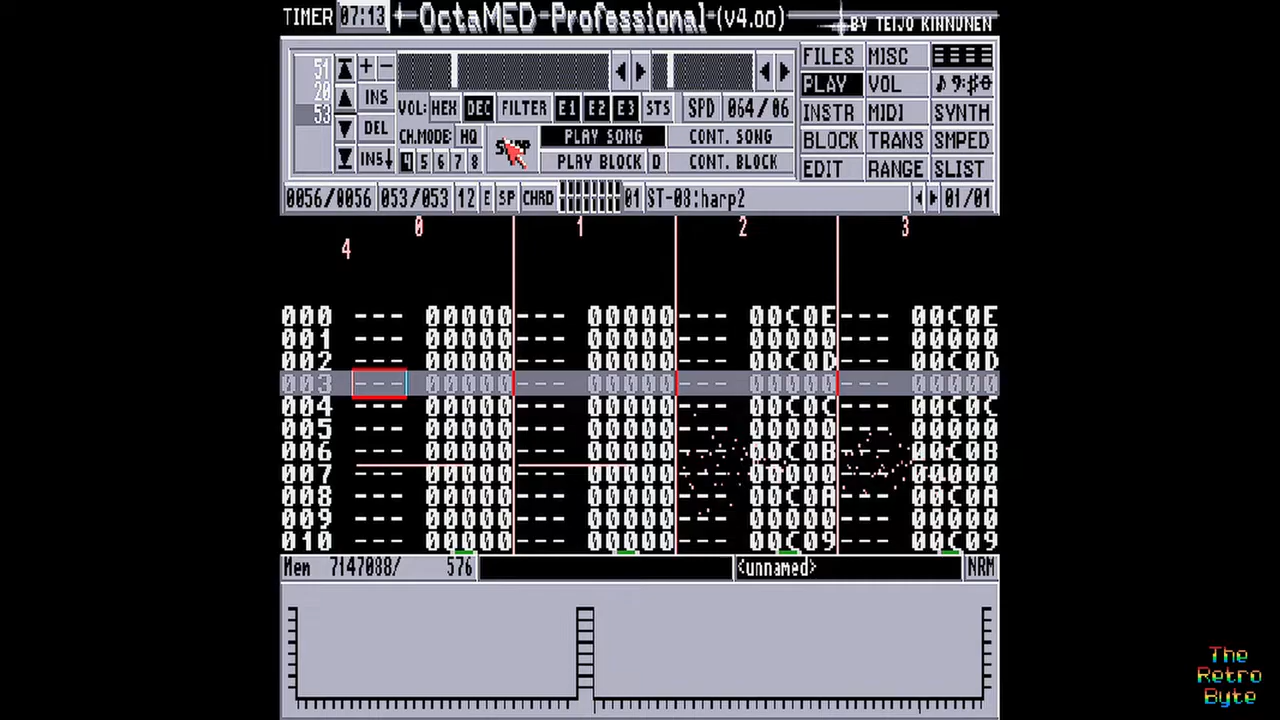 TIMER 07:13 OctaMED Professional (v4.00) BY TEIJO KINNUNEN
51 + - FILES MISC
20 INS VOL: HEX DEC FILTER E1 E2 E3 STS SPD 064/06 PLAY VOL
53 DEL CH.MODE: HQ PLAY SONG CONT. SONG INSTR MIDI SYNTH
INS↓ 4 5 6 7 8 PLAY BLOCK D CONT. BLOCK BLOCK TRANS SMPED
EDIT RANGE SLIST
0056/0056 053/053 12 E SP CHRD 01 ST-08:harp2 01/01
0 1 2 3
4
000 --- 00000 --- 00000 --- 00C0E --- 00C0E
001 --- 00000 --- 00000 --- 00000 --- 00000
002 --- 00000 --- 00000 --- 00C0D --- 00C0D
003 --- 00000 --- 00000 --- 00000 --- 00000
004 --- 00000 --- 00000 --- 00C0C --- 00C0C
005 --- 00000 --- 00000 --- 00000 --- 00000
006 --- 00000 --- 00000 --- 00C0B --- 00C0B
007 --- 00000 --- 00000 --- 00000 --- 00000
008 --- 00000 --- 00000 --- 00C0A --- 00C0A
009 --- 00000 --- 00000 --- 00000 --- 00000
010 --- 00000 --- 00000 --- 00C09 --- 00C09
Mem 7147088/ 576 <unnamed> NRM
The
Retro
Byte